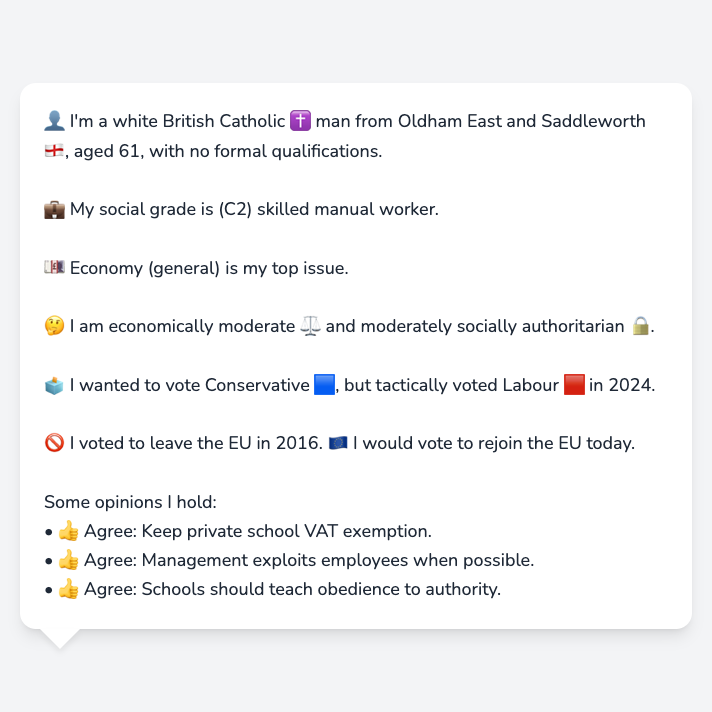 👤 I'm a white British Catholic ✝️ man from Oldham East and Saddleworth
🏴󠁧󠁢󠁥󠁮󠁧󠁿, aged 61, with no formal qualifications.
💼 My social grade is (C2) skilled manual worker.
💷 Economy (general) is my top issue.
🤔 I am economically moderate ⚖️ and moderately socially authoritarian 🔒.
🗳️ I wanted to vote Conservative 🟦, but tactically voted Labour 🟥 in 2024.
🚫 I voted to leave the EU in 2016. 🇪🇺 I would vote to rejoin the EU today.
Some opinions I hold:
• 👍 Agree: Keep private school VAT exemption.
• 👍 Agree: Management exploits employees when possible.
• 👍 Agree: Schools should teach obedience to authority.